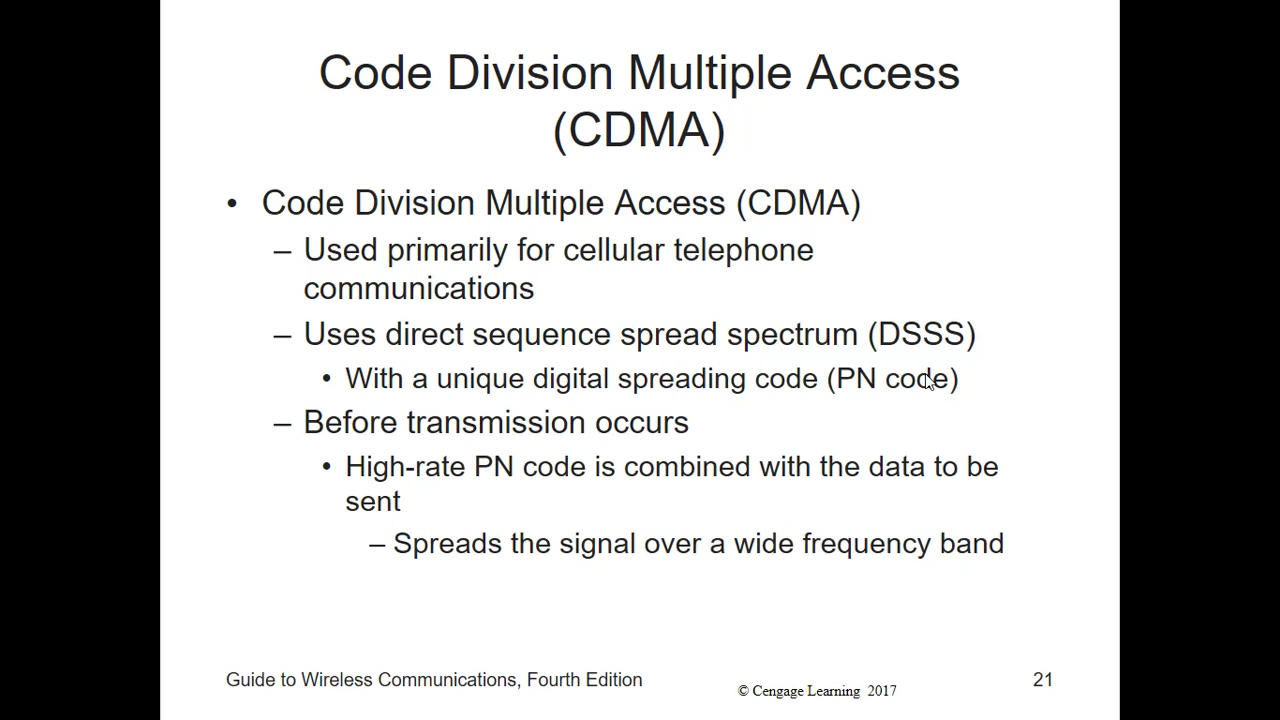 Code Division Multiple Access
(CDMA)
• Code Division Multiple Access (CDMA)
– Used primarily for cellular telephone
communications
– Uses direct sequence spread spectrum (DSSS)
• With a unique digital spreading code (PN code)
– Before transmission occurs
• High-rate PN code is combined with the data to be
sent
– Spreads the signal over a wide frequency band
Guide to Wireless Communications, Fourth Edition
© Cengage Learning 2017
21